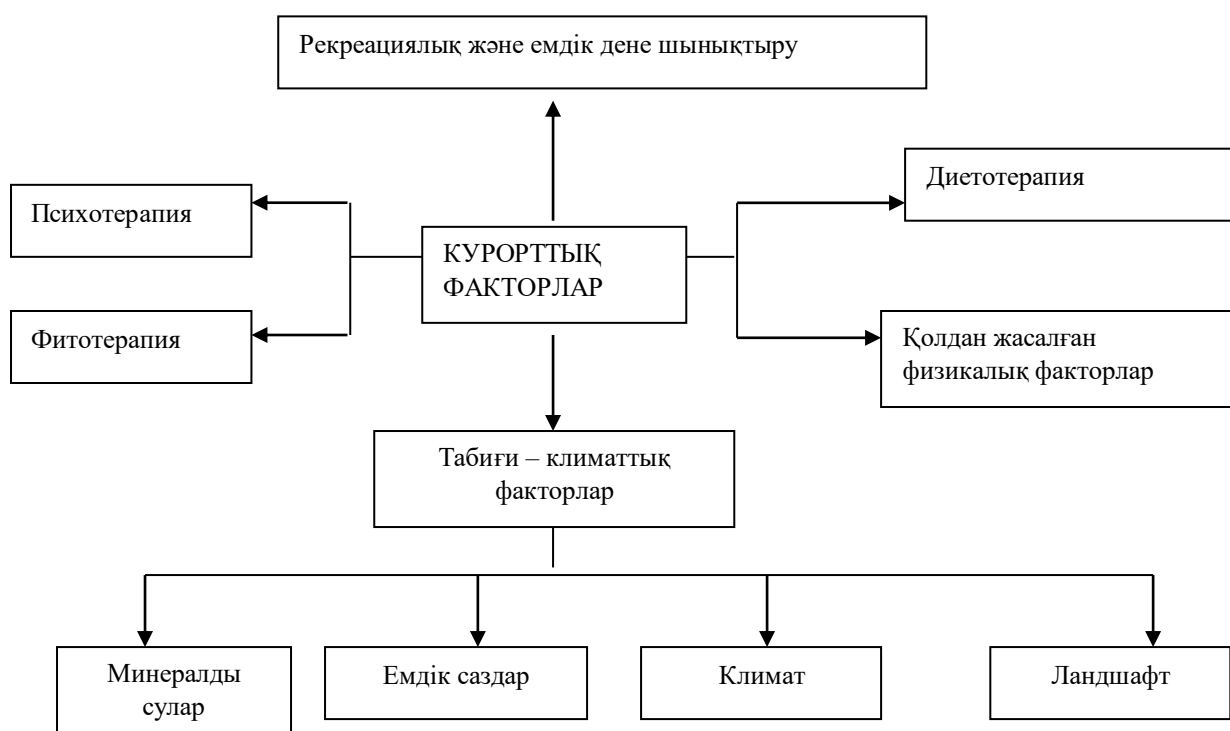 Рекреациялық және емдік дене шынықтыру
Диетотерапия
Психотерапия
КУРОРТТЫҚ
ФАКТОРЛАР
Фитотерапия
Қолдан жасалған
физикалық факторлар
Табиғи – климаттық
факторлар
Минералды
сулар
Емдік саздар
Климат
Ландшафт